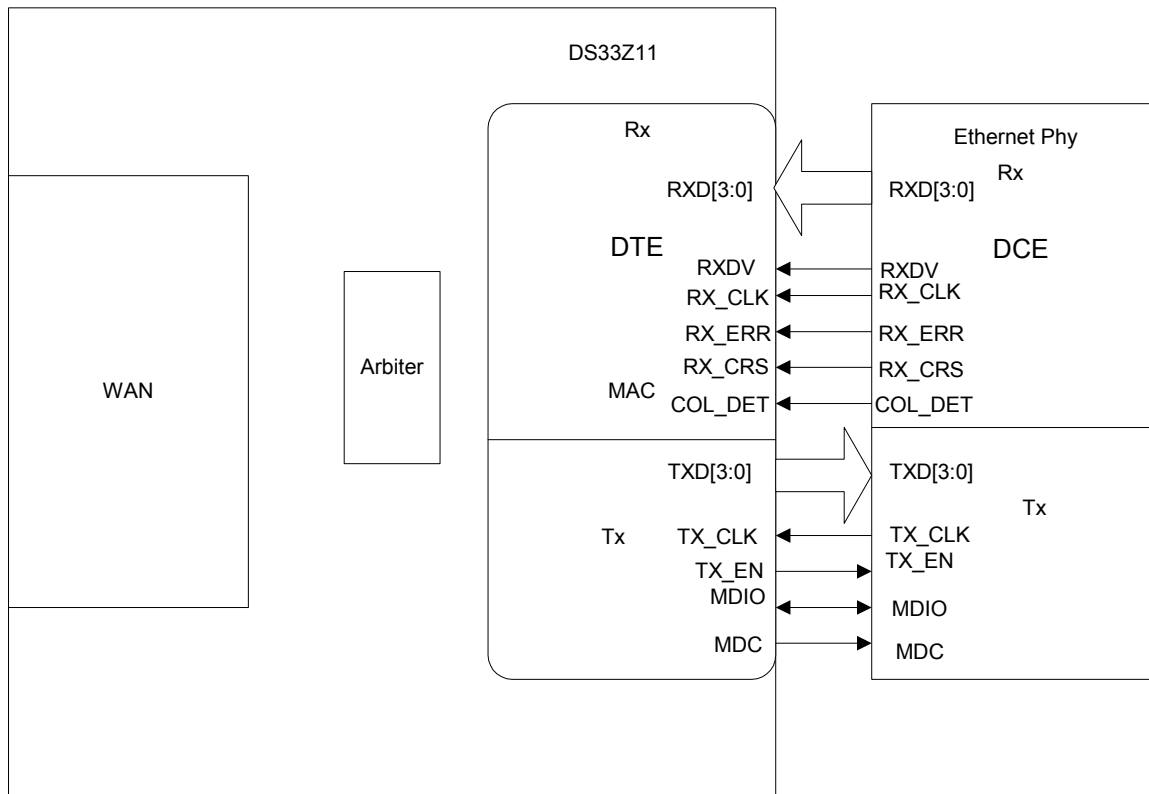 DS33Z11
Rx
RXD[3:0]
DTE
RXDV
RX_CLK
RX_ERR
RX_CRS
MAC
COL_DET
TXD[3:0]
Tx
TX_CLK
TX_EN
MDIO
MDC
Ethernet Phy
Rx
RXD[3:0]
DCE
RXDV
RX_CLK
RX_ERR
RX_CRS
COL_DET
TXD[3:0]
Tx
TX_CLK
TX_EN
MDIO
MDC
Arbiter
WAN